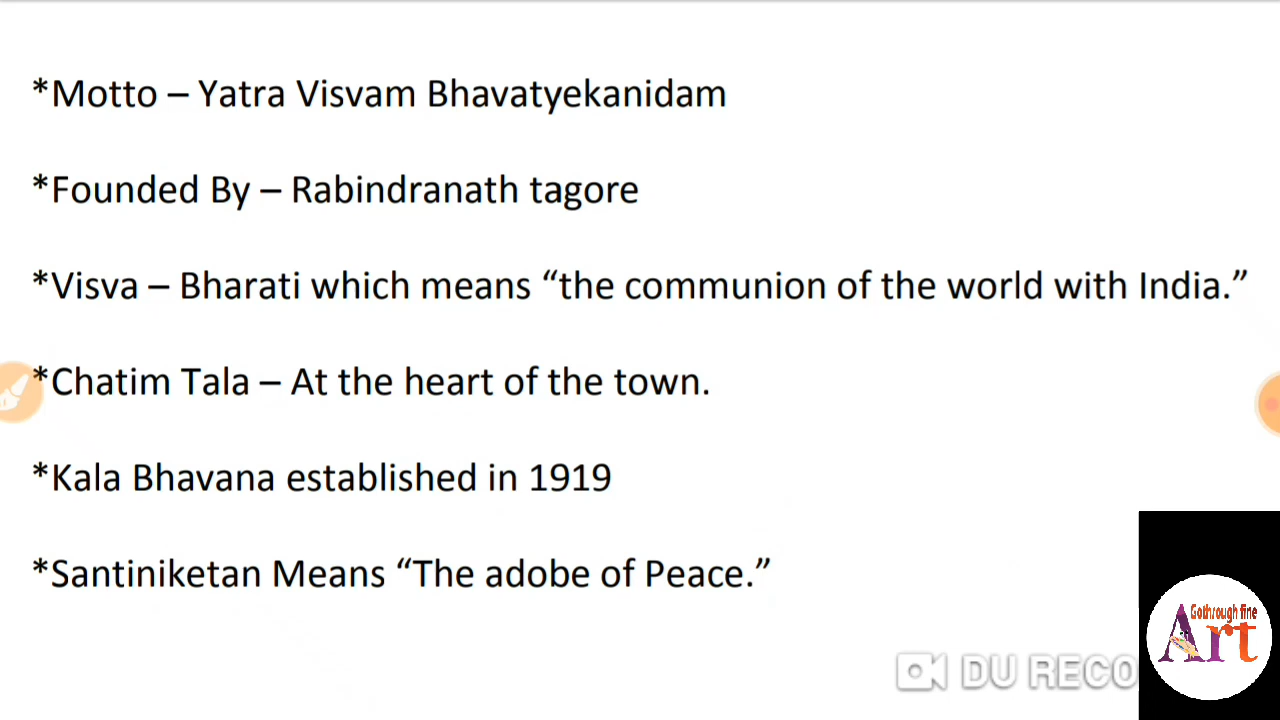 *Motto – Yatra Visvam Bhavatyekanidam
*Founded By – Rabindranath tagore
*Visva – Bharati which means “the communion of the world with India.”
*Chatim Tala – At the heart of the town.
*Kala Bhavana established in 1919
*Santiniketan Means “The adobe of Peace.”
Gothrough fine
Art
DU RECO